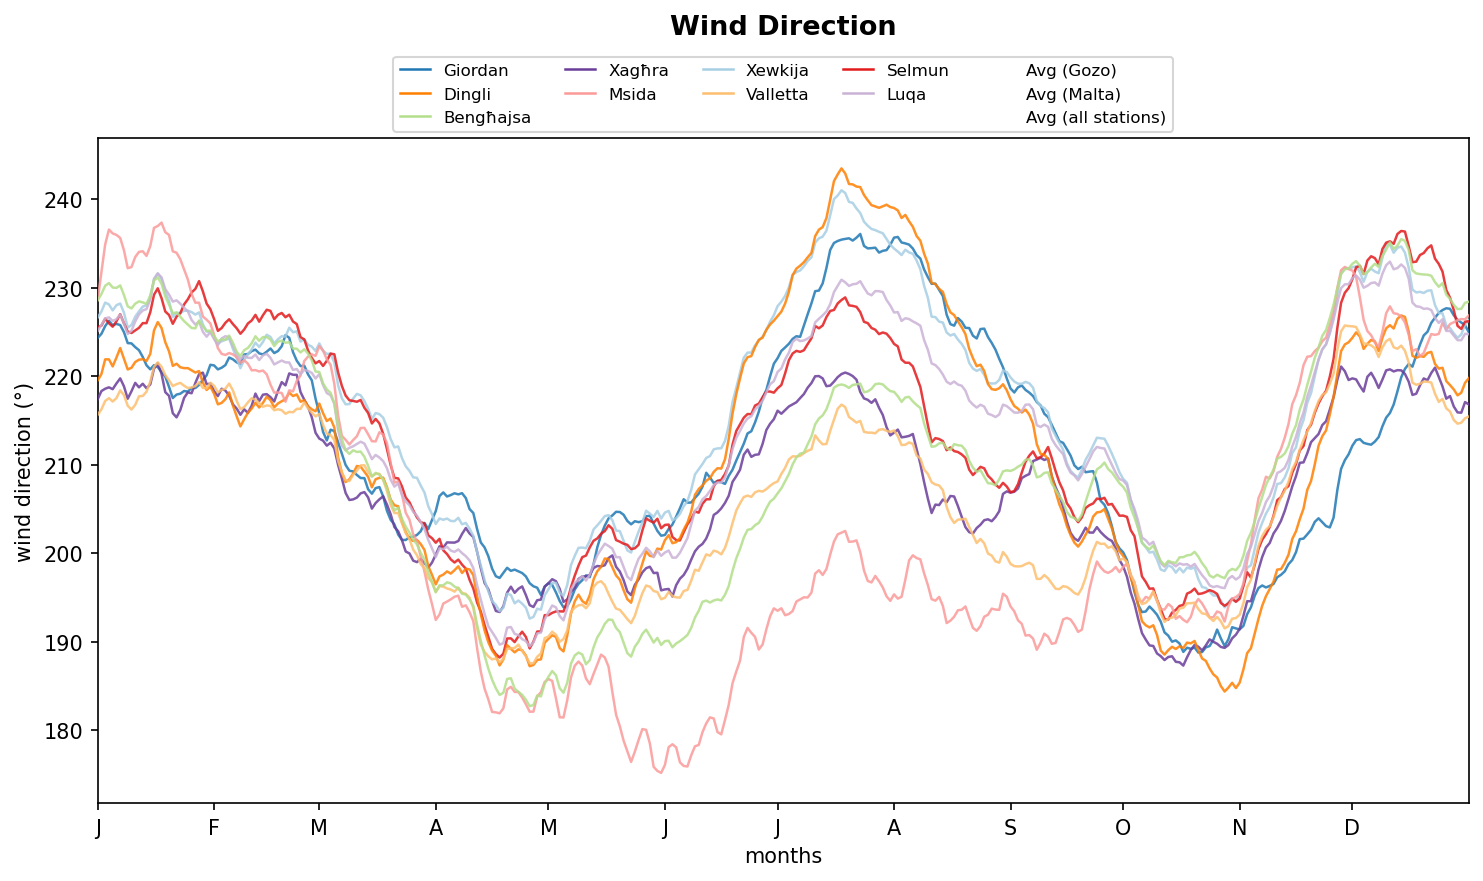 Wind Direction
Giordan Xagħra Xewkija Selmun Avg (Gozo)
Dingli Msida Valletta Luqa Avg (Malta)
Bengħajsa Avg (all stations)
240
230
220
210
200
190
180
wind direction (°)
J F M A M J J A S O N D
months